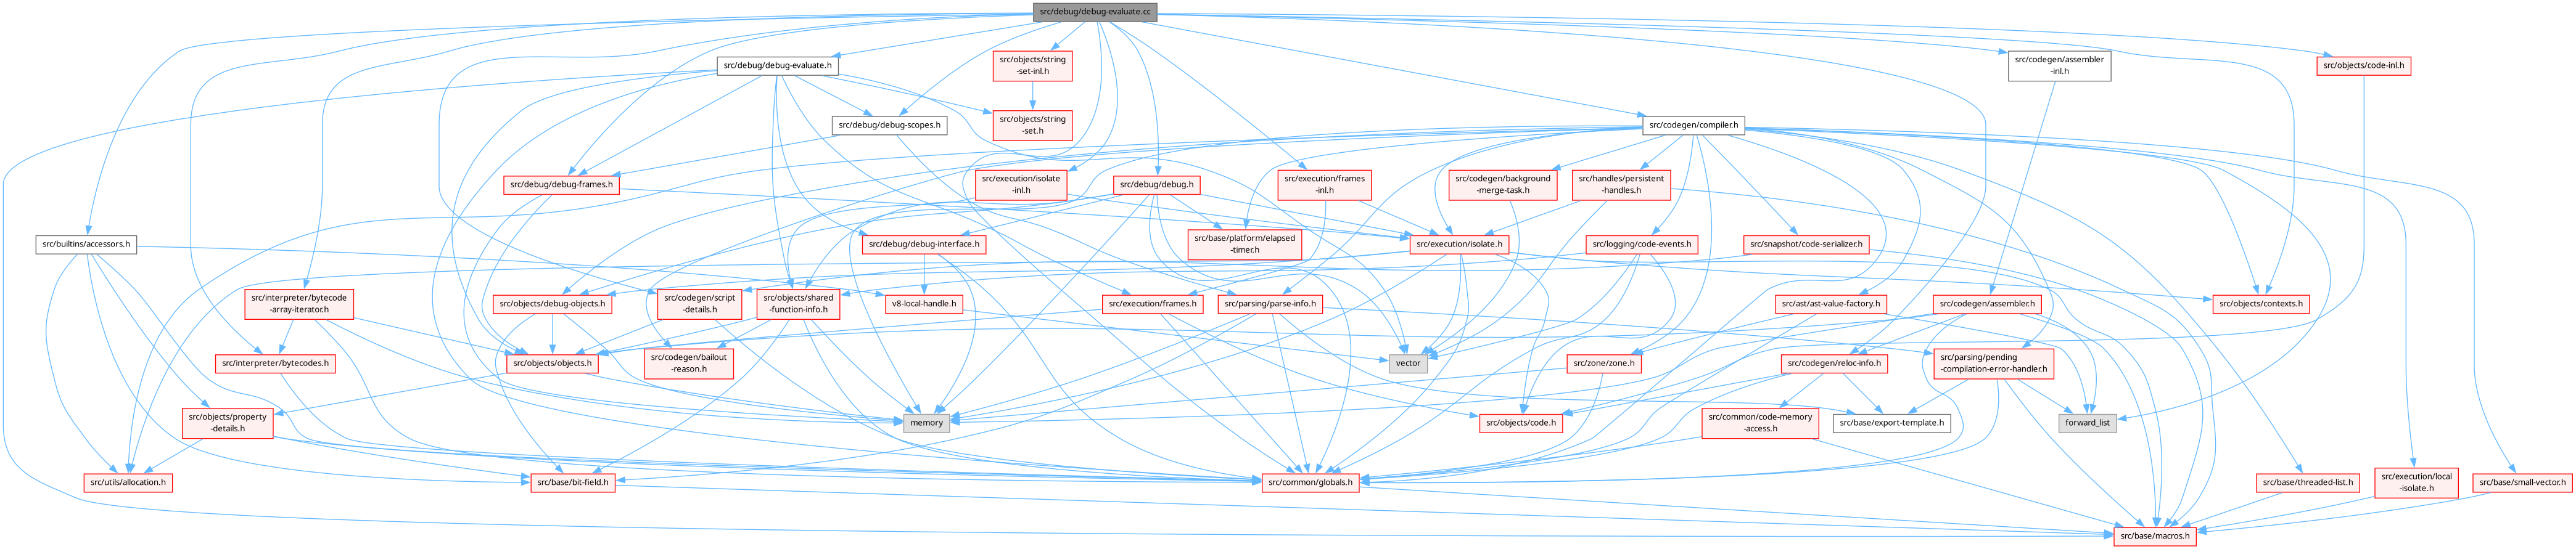 src/debug/debug-evaluate.cc
src/objects/string
-set-inl.h
src/debug/debug-evaluate.h
src/codegen/assembler
-inl.h
src/objects/code-inl.h
src/objects/string
-set.h
src/debug/debug-scopes.h
src/codegen/compiler.h
src/debug/debug-frames.h
src/execution/isolate
-inl.h
src/debug/debug.h
src/execution/frames
-inl.h
src/codegen/background
-merge-task.h
src/handles/persistent
-handles.h
src/builtins/accessors.h
src/debug/debug-interface.h
src/base/platform/elapsed
-timer.h
src/execution/isolate.h
src/logging/code-events.h
src/snapshot/code-serializer.h
src/interpreter/bytecode
-array-iterator.h
src/objects/debug-objects.h
src/codegen/script
-details.h
src/objects/shared
-function-info.h
v8-local-handle.h
src/execution/frames.h
src/parsing/parse-info.h
src/ast/ast-value-factory.h
src/codegen/assembler.h
src/objects/contexts.h
src/interpreter/bytecodes.h
src/objects/objects.h
src/codegen/bailout
-reason.h
vector
src/zone/zone.h
src/codegen/reloc-info.h
src/parsing/pending
-compilation-error-handler.h
src/objects/property
-details.h
memory
src/objects/code.h
src/common/code-memory
-access.h
src/base/export-template.h
forward_list
src/utils/allocation.h
src/base/bit-field.h
src/common/globals.h
src/base/threaded-list.h
src/execution/local
-isolate.h
src/base/small-vector.h
src/base/macros.h